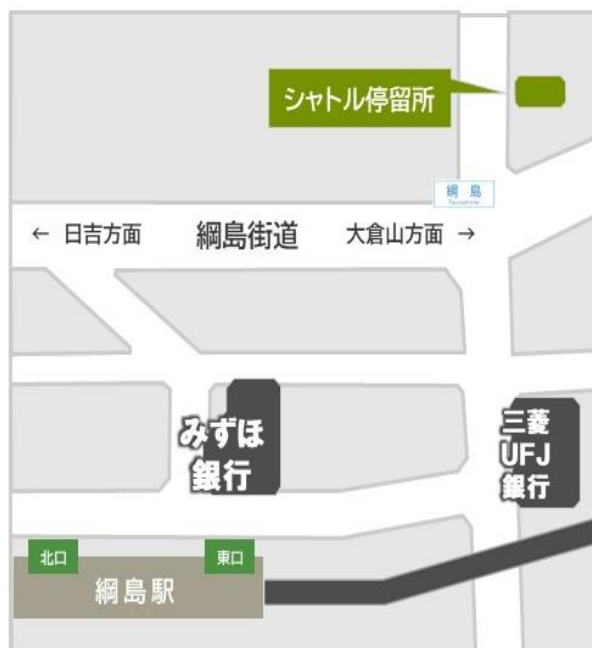 シャトル停留所
綱 島
Tsunashima
← 日吉方面 綱島街道 大倉山方面 →
みずほ
銀行
三菱
UFJ
銀行
北口
東口
綱島駅